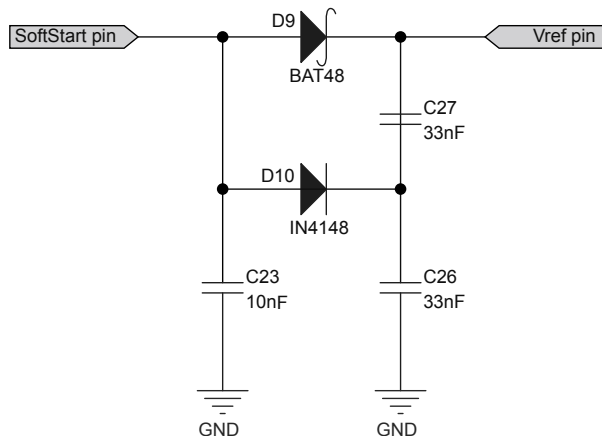 SoftStart pin
D9
BAT48
Vref pin
C27
33nF
D10
IN4148
C23
10nF
C26
33nF
GND
GND